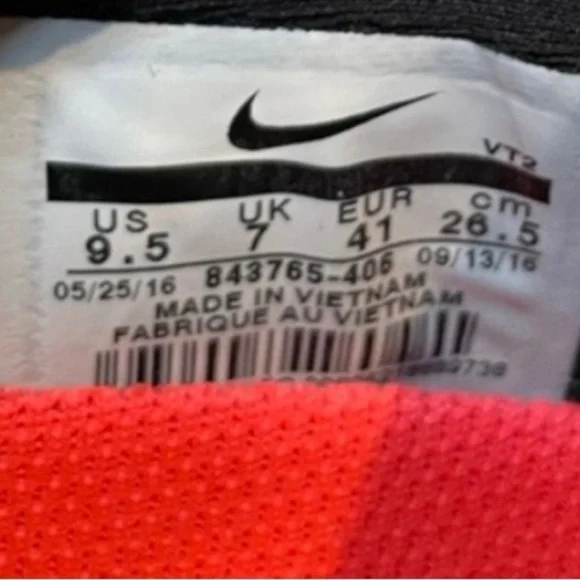 VT2
US UK EUR cm
9.5 7 41 26.5
05/25/16 843765-406 09/13/16
MADE IN VIETNAM
FABRIQUE AU VIETNAM